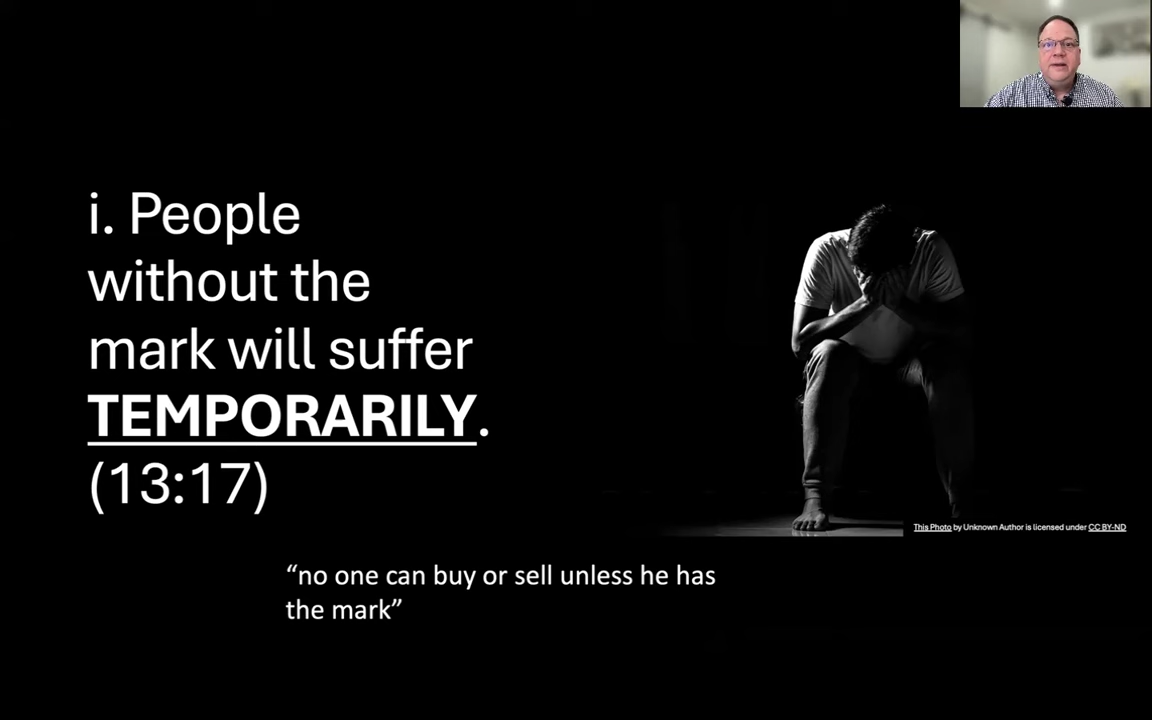 i. People
without the
mark will suffer
TEMPORARILY.
(13:17)
This Photo by Unknown Author is licensed under CC BY-ND
“no one can buy or sell unless he has
the mark”